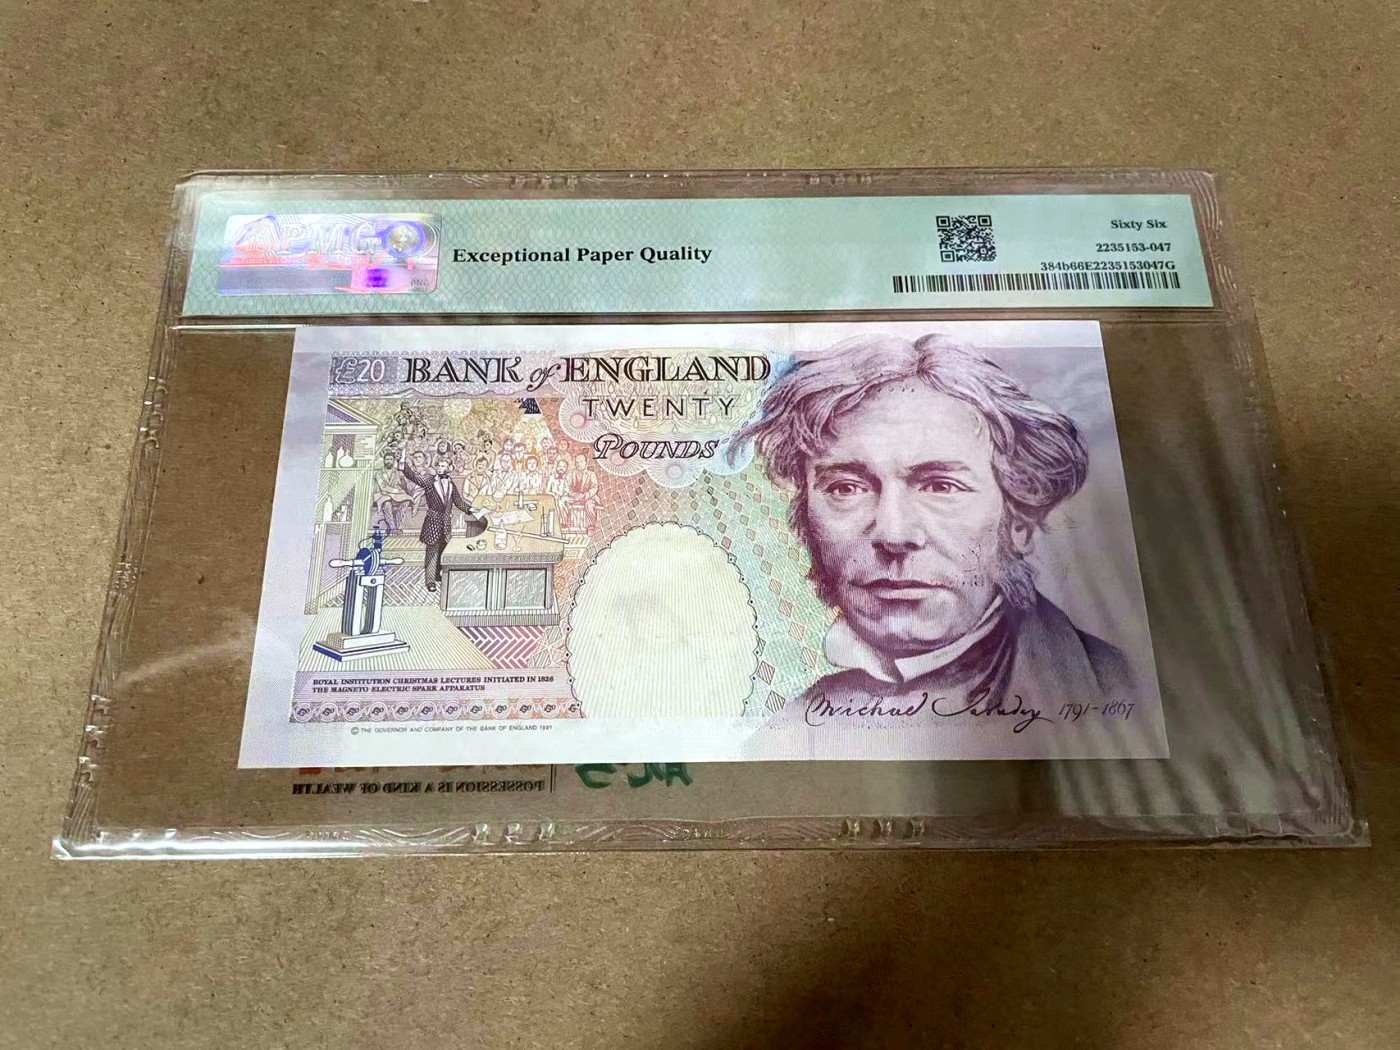 PMG
Exceptional Paper Quality
Sixty Six
2235153-047
384b66E2235153047G
£20 BANK of ENGLAND
TWENTY
POUNDS
ROYAL INSTITUTION CHRISTMAS LECTURES INITIATED IN 1826
THE MAGNETO ELECTRIC SPARK APPARATUS
© THE GOVERNOR AND COMPANY OF THE BANK OF ENGLAND 1991
Michael Faraday 1791-1867
POSSESSION IS A KIND OF WEALTH